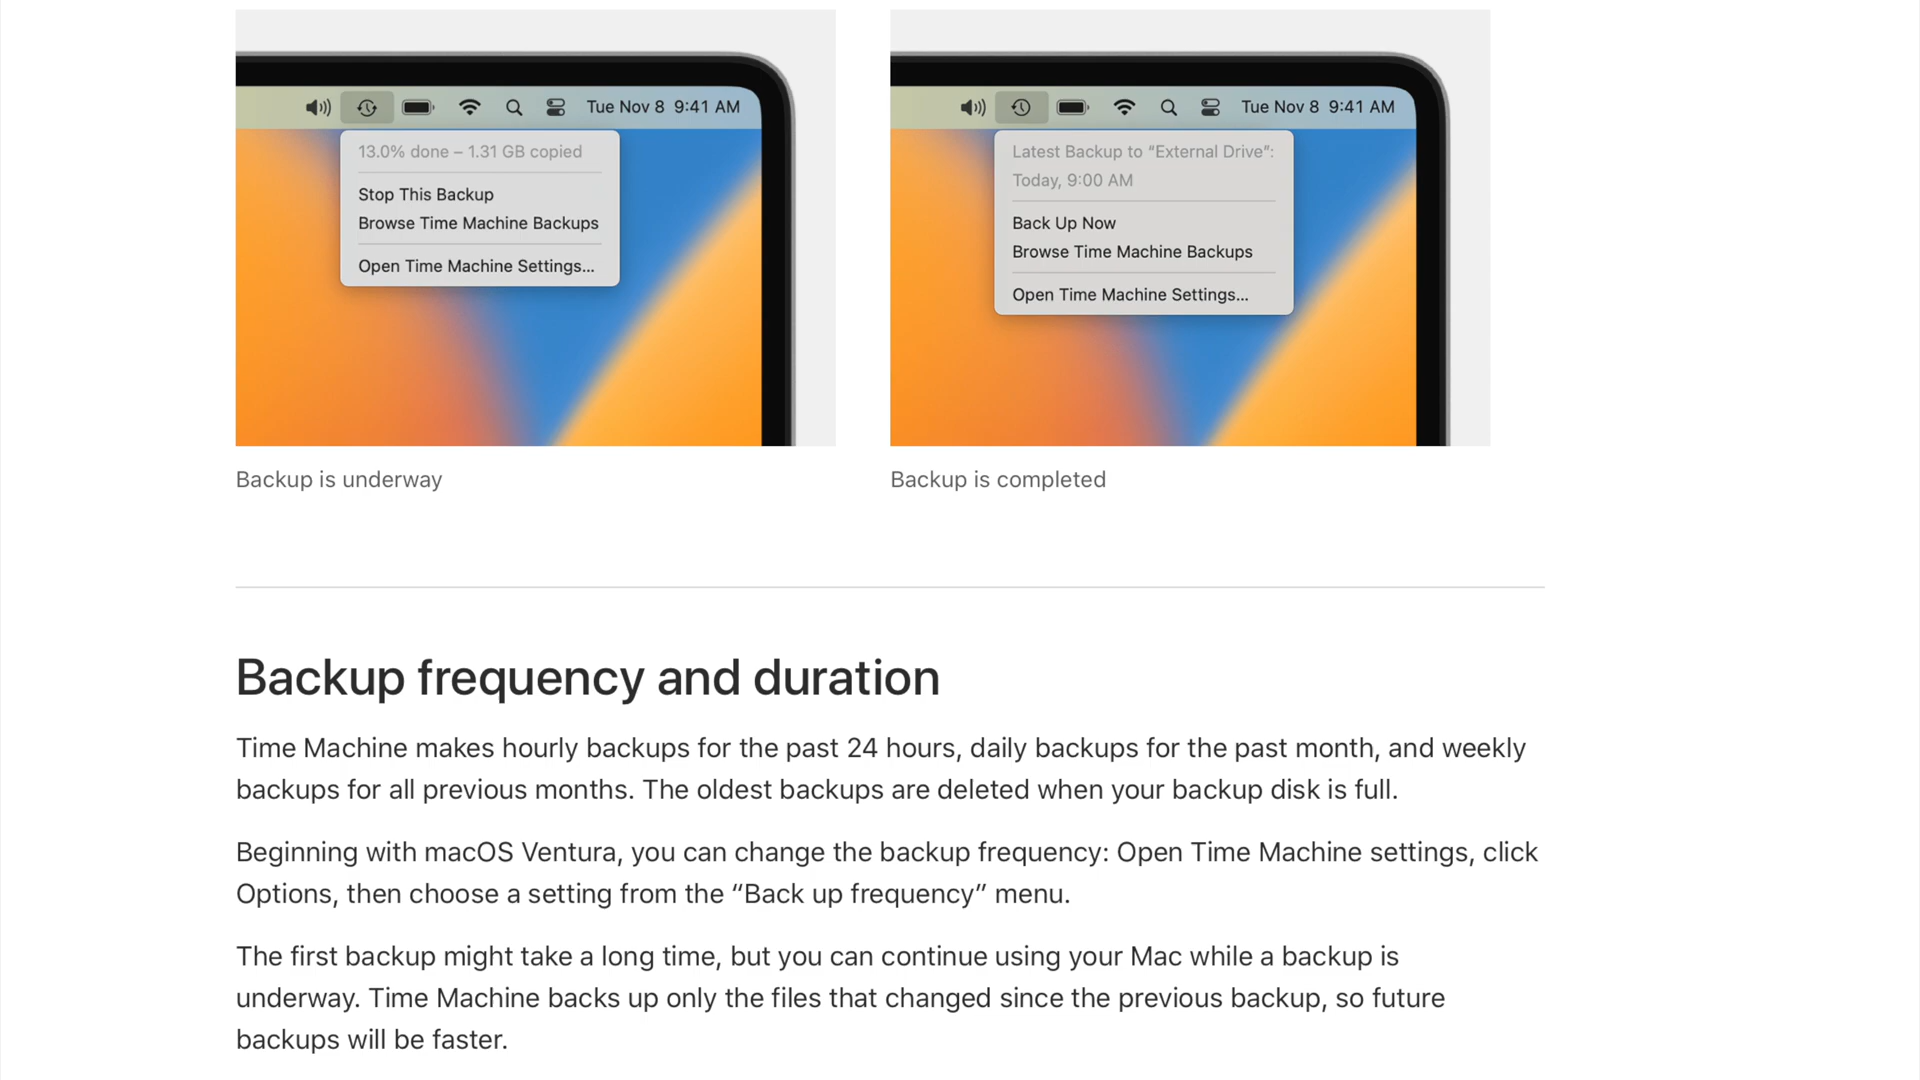 Tue Nov 8 9:41 AM
13.0% done – 1.31 GB copied
Stop This Backup
Browse Time Machine Backups
Open Time Machine Settings...
Backup is underway
Tue Nov 8 9:41 AM
Latest Backup to “External Drive”:
Today, 9:00 AM
Back Up Now
Browse Time Machine Backups
Open Time Machine Settings...
Backup is completed
Backup frequency and duration
Time Machine makes hourly backups for the past 24 hours, daily backups for the past month, and weekly
backups for all previous months. The oldest backups are deleted when your backup disk is full.
Beginning with macOS Ventura, you can change the backup frequency: Open Time Machine settings, click
Options, then choose a setting from the “Back up frequency” menu.
The first backup might take a long time, but you can continue using your Mac while a backup is
underway. Time Machine backs up only the files that changed since the previous backup, so future
backups will be faster.